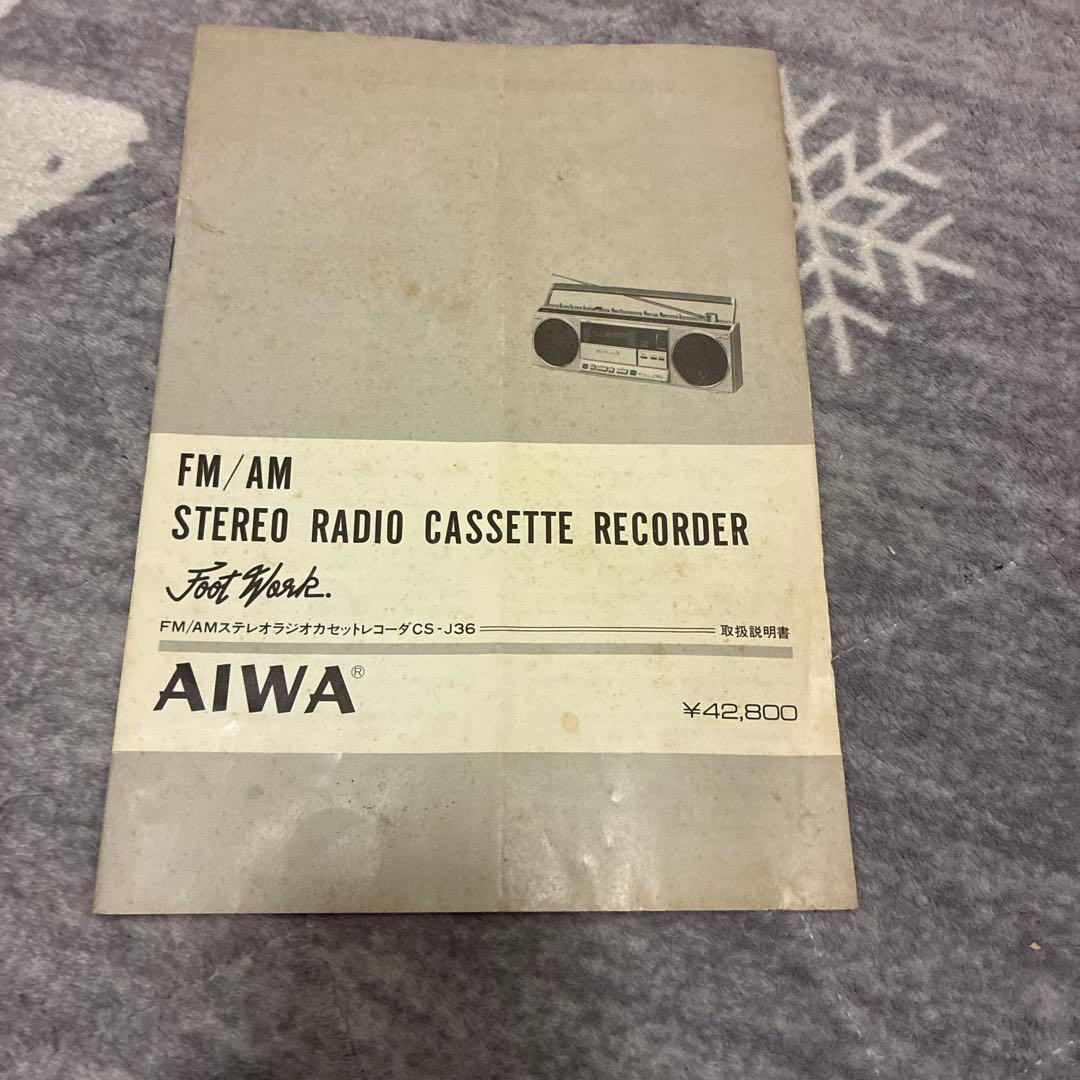 FM/AM
STEREO RADIO CASSETTE RECORDER
Foot Work.
FM/AMステレオラジオカセットレコーダCS-J36 取扱説明書
AIWA®
¥42,800